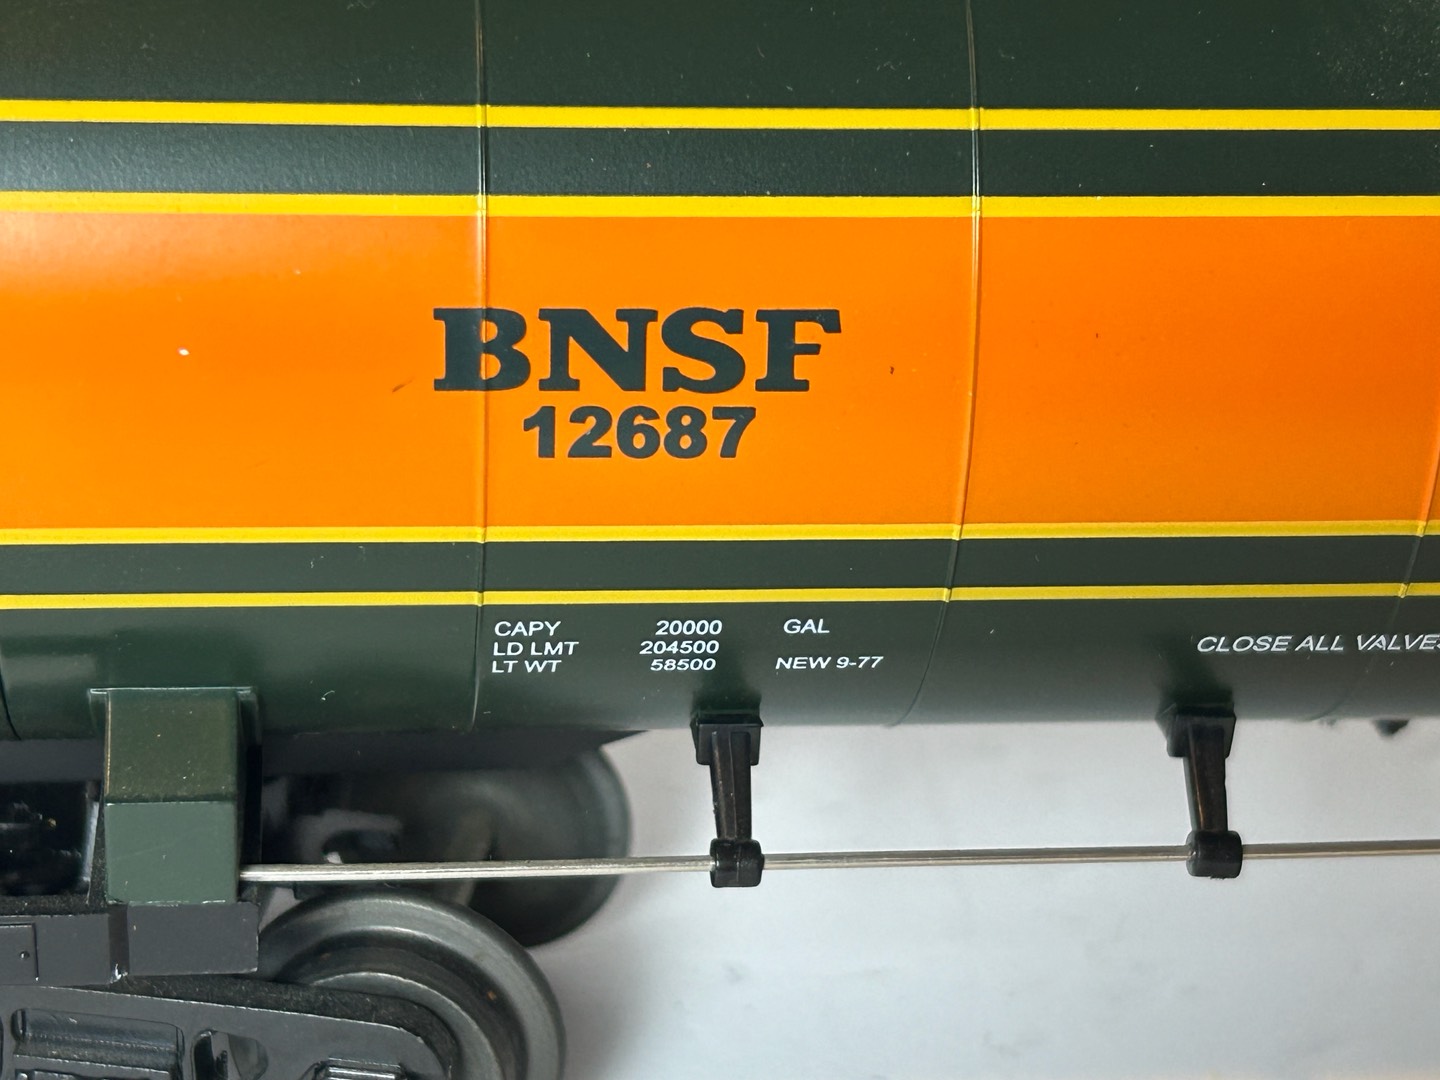 BNSF
12687
CAPY 20000 GAL
LD LMT 204500
LT WT 58500 NEW 9-77
CLOSE ALL VALVES